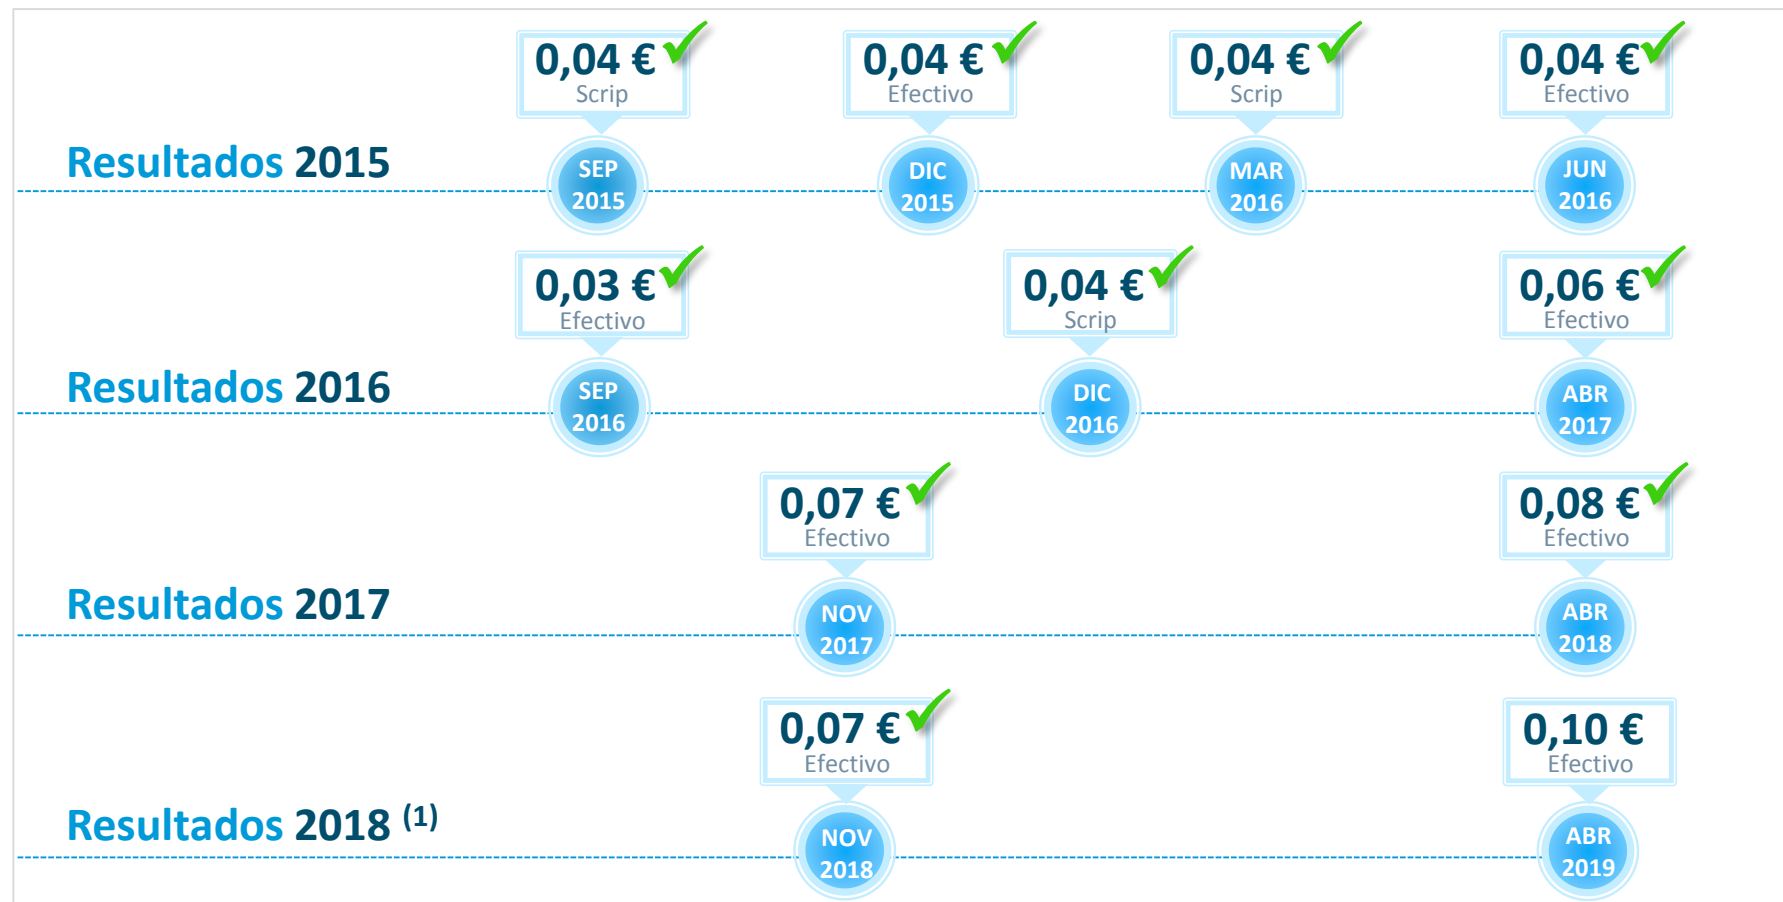 0,04 €
Scrip
0,04 €
Efectivo
0,04 €
Scrip
0,04 €
Efectivo
Resultados 2015
SEP
2015
DIC
2015
MAR
2016
JUN
2016
0,03 €
Efectivo
0,04 €
Scrip
0,06 €
Efectivo
Resultados 2016
SEP
2016
DIC
2016
ABR
2017
0,07 €
Efectivo
0,08 €
Efectivo
Resultados 2017
NOV
2017
ABR
2018
0,07 €
Efectivo
0,10 €
Efectivo
Resultados 2018 (1)
NOV
2018
ABR
2019